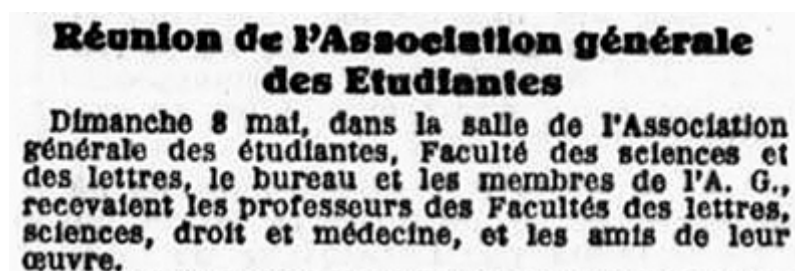 Réunion de l'Association générale
des Etudiantes
Dimanche 8 mai, dans la salle de l'Association
générale des étudiantes, Faculté des sciences et
des lettres, le bureau et les membres de l'A. G.,
recevaient les professeurs des Facultés des lettres,
sciences, droit et médecine, et les amis de leur
œuvre.